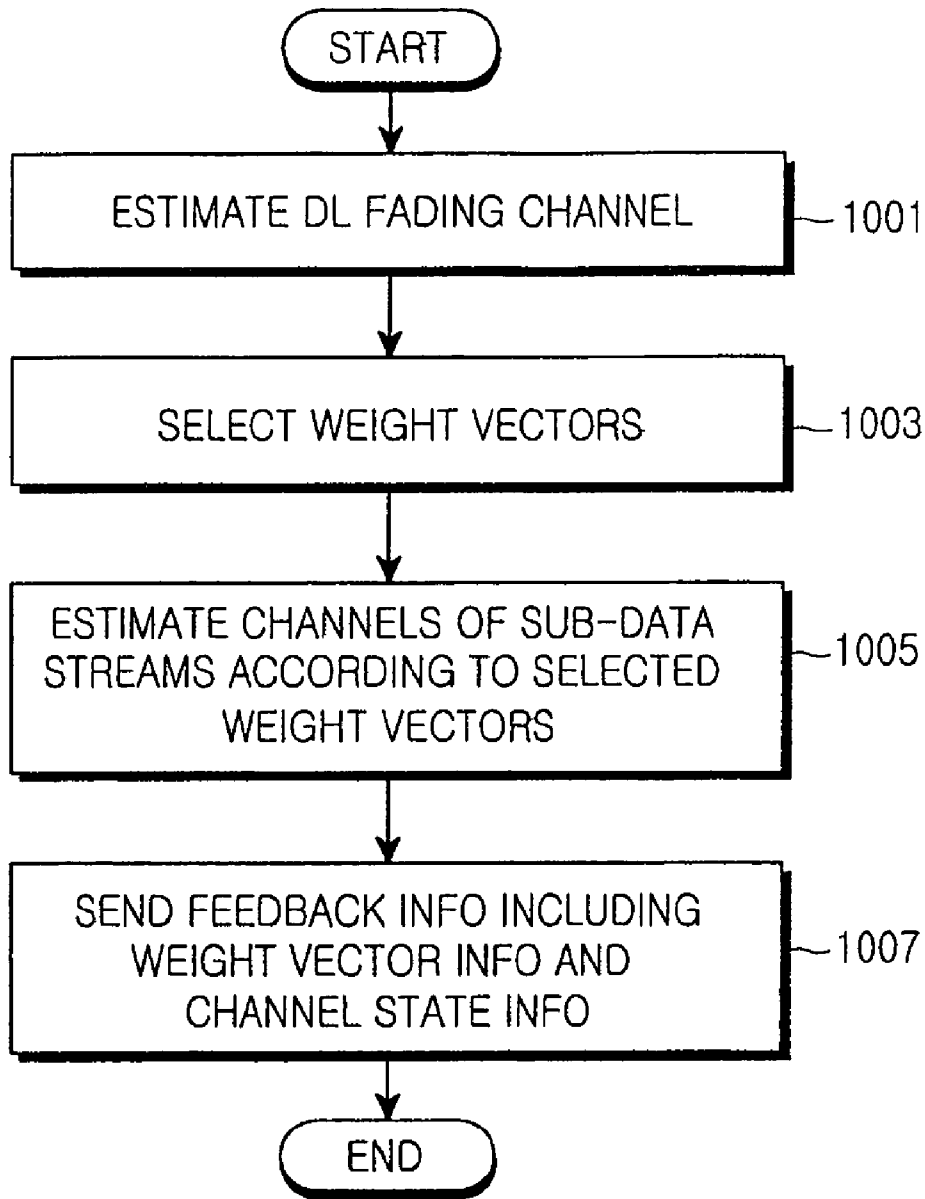 START
ESTIMATE DL FADING CHANNEL
1001
SELECT WEIGHT VECTORS
1003
ESTIMATE CHANNELS OF SUB-DATA
STREAMS ACCORDING TO SELECTED
WEIGHT VECTORS
1005
SEND FEEDBACK INFO INCLUDING
WEIGHT VECTOR INFO AND
CHANNEL STATE INFO
1007
END